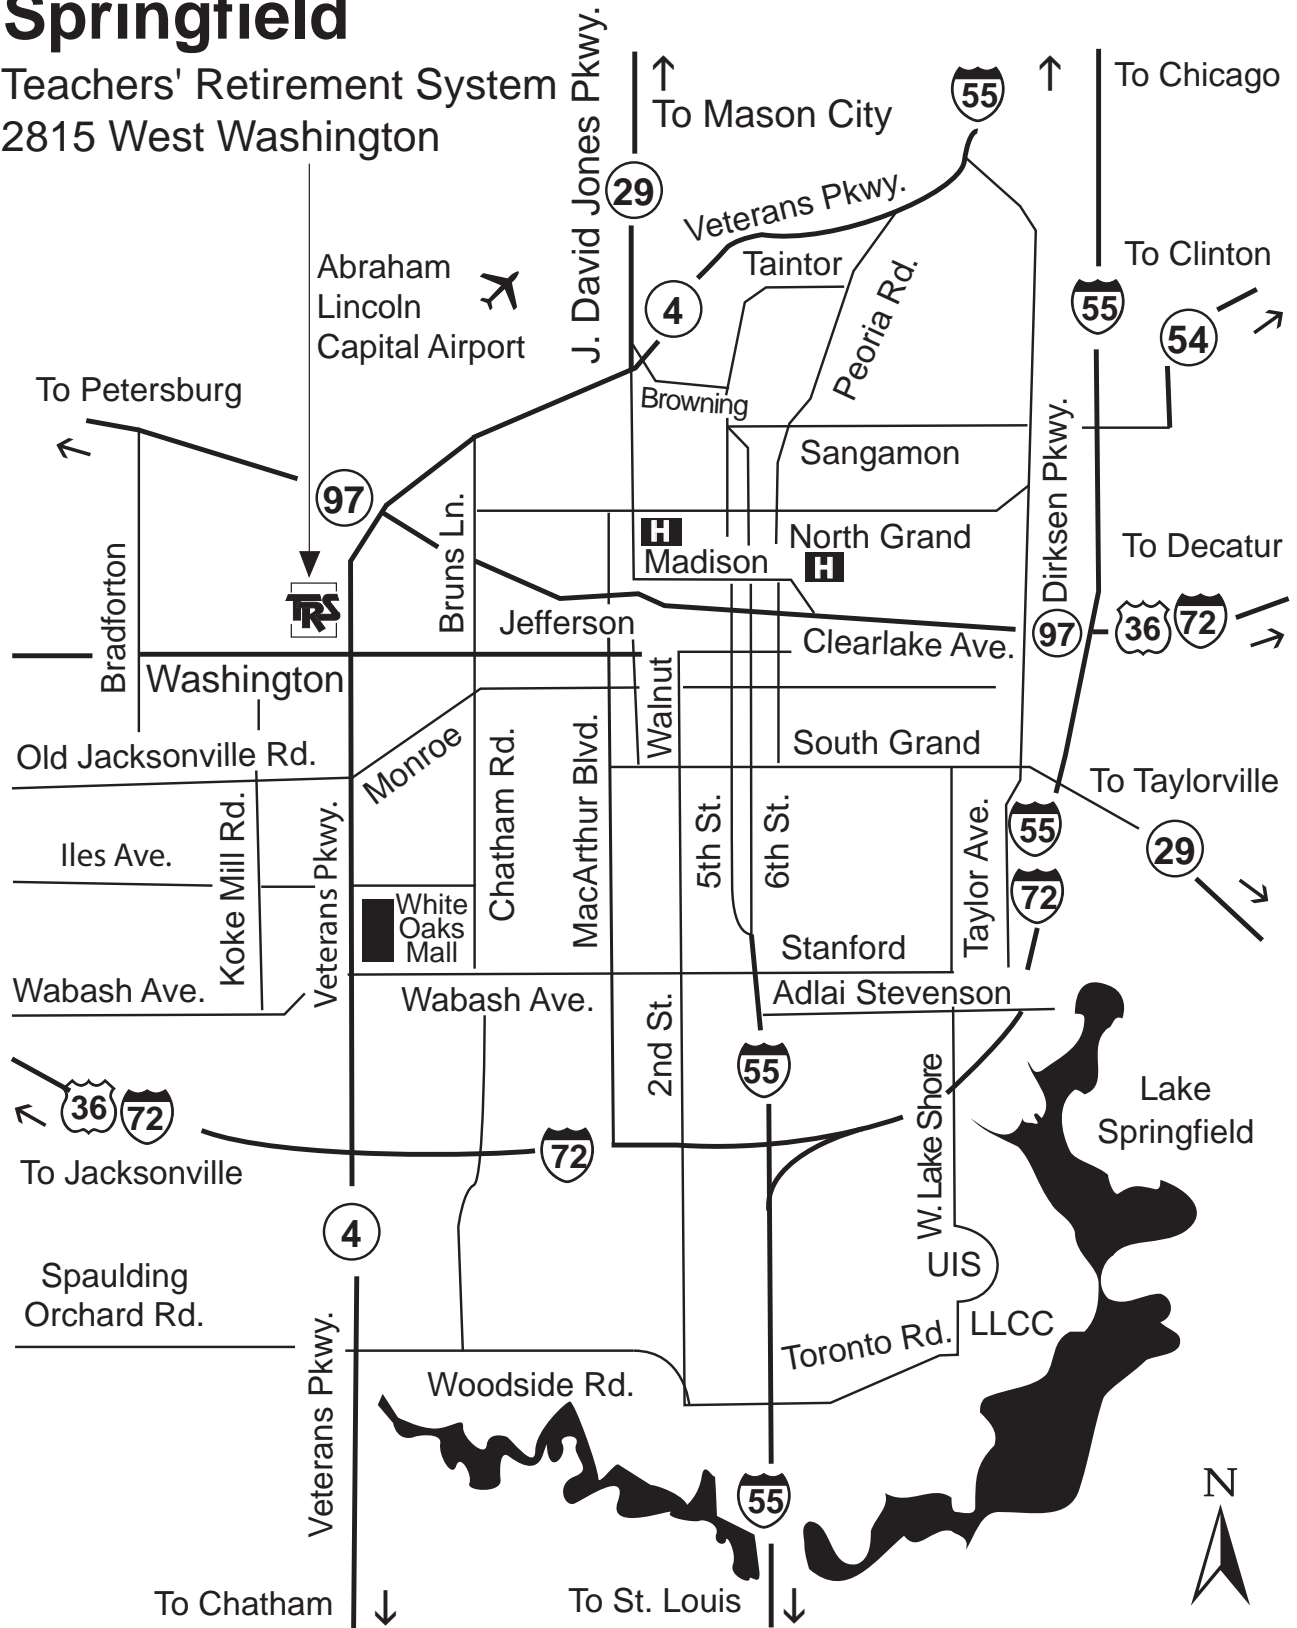 Springfield
Teachers' Retirement System
2815 West Washington
J. David Jones Pkwy.
To Mason City
55
To Chicago
29
Veterans Pkwy.
Abraham
Lincoln
Capital Airport
4
Taintor
Peoria Rd.
To Clinton
55
54
To Petersburg
Browning
Sangamon
Dirksen Pkwy.
97
Bruns Ln.
H
Madison
North Grand
H
To Decatur
Bradforton
TRS
Jefferson
Clearlake Ave.
97
36
72
Washington
Walnut
Old Jacksonville Rd.
Monroe
South Grand
To Taylorville
Koke Mill Rd.
Veterans Pkwy.
Chatham Rd.
MacArthur Blvd.
5th St.
6th St.
Taylor Ave.
55
29
Iles Ave.
72
White
Oaks
Mall
Stanford
Wabash Ave.
Wabash Ave.
Adlai Stevenson
2nd St.
55
W. Lake Shore
Lake
Springfield
36
72
72
To Jacksonville
4
Spaulding
Orchard Rd.
UIS
LLCC
Toronto Rd.
Veterans Pkwy.
Woodside Rd.
55
N
To Chatham
To St. Louis